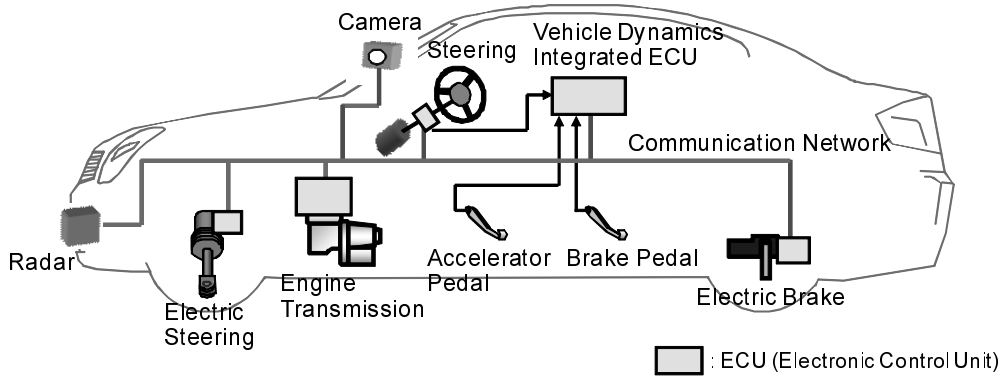 Camera
Steering
Vehicle Dynamics
Integrated ECU
Communication Network
Radar
Electric
Steering
Engine
Transmission
Accelerator
Pedal
Brake Pedal
Electric Brake
: ECU (Electronic Control Unit)